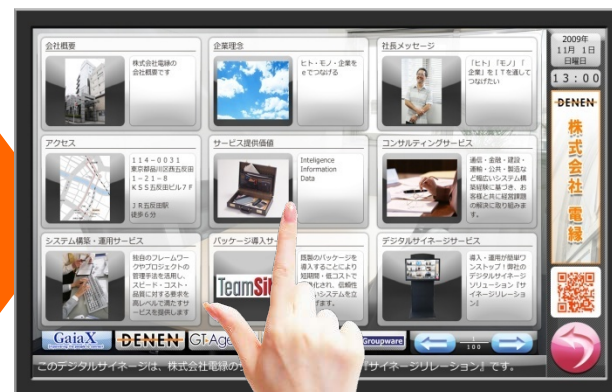 会社概要
株式会社電縁の
会社概要です
企業理念
ヒト・モノ・企業を
eでつなげる
社長メッセージ
「ヒト」「モノ」「
企業」をITを通して
つなげたい
2009年
11月 1日
日曜日
13:00
DENEN
株式会社 電縁
アクセス
114-0031
東京都品川区西五反田
1-21-8
KSS五反田ビル7F
JR五反田駅
徒歩6分
サービス提供価値
Inteligence
Information
Data
コンサルティングサービス
通信・金融・建設・
運輸・公共・製造な
ど幅広いシステム構
築経験に基づき、お
客様と共に経営課題
の解決に取り組みま
す。
システム構築・運用サービス
独自のフレームワー
クやプロジェクトの
管理手法を活用し、
スピード・コスト・
品質に対する要求を
高レベルで満たすサ
ービスを提供します
パッケージ導入サ
既製のパッケージを
導入することにより
短期間・低コストで
化され、信頼性
いシステムを立
げます。
TeamSi
デジタルサイネージサービス
導入・運用が簡単ワ
ンストップ！弊社の
デジタルサイネージ
ソリューション『サ
イネージリレーショ
ン』
GaiaX
DENEN
GT-Age
Groupware
1
100
このデジタルサイネージは、株式会社電縁の
『サイネージリレーション』です。